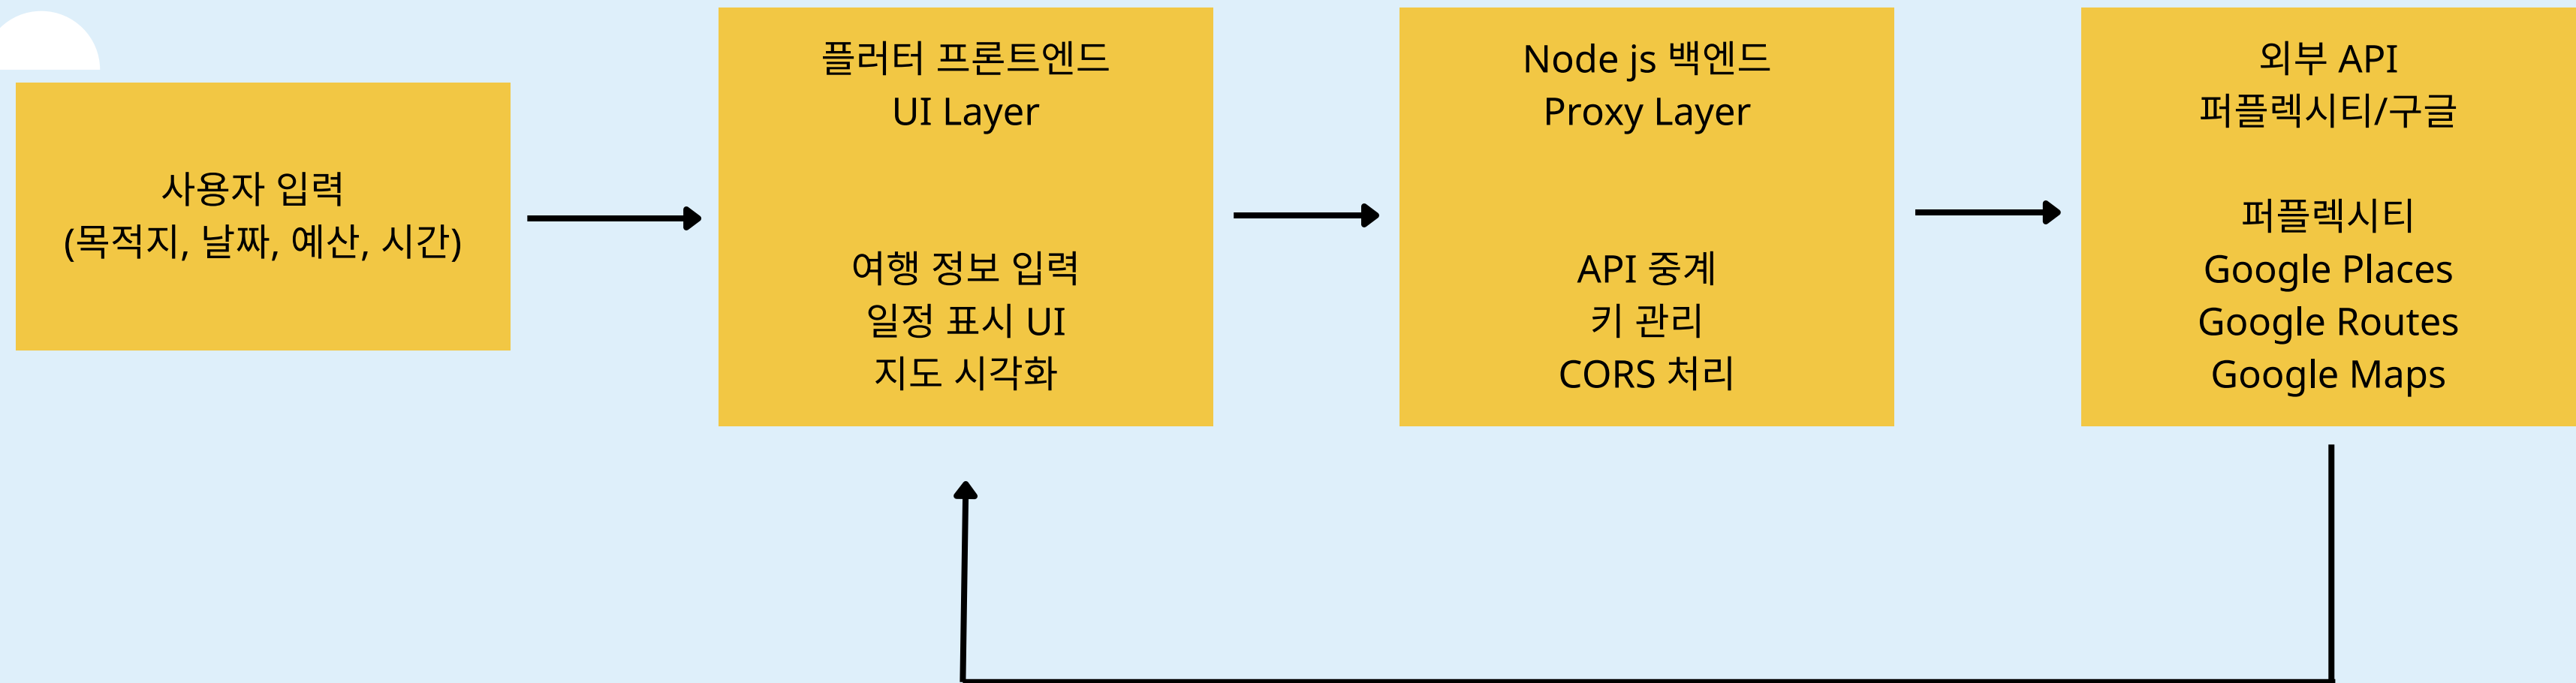 사용자 입력
(목적지, 날짜, 예산, 시간)
플러터 프론트엔드
UI Layer
여행 정보 입력
일정 표시 UI
지도 시각화
Node js 백엔드
Proxy Layer
API 중계
키 관리
CORS 처리
외부 API
퍼플렉시티/구글
퍼플렉시티
Google Places
Google Routes
Google Maps